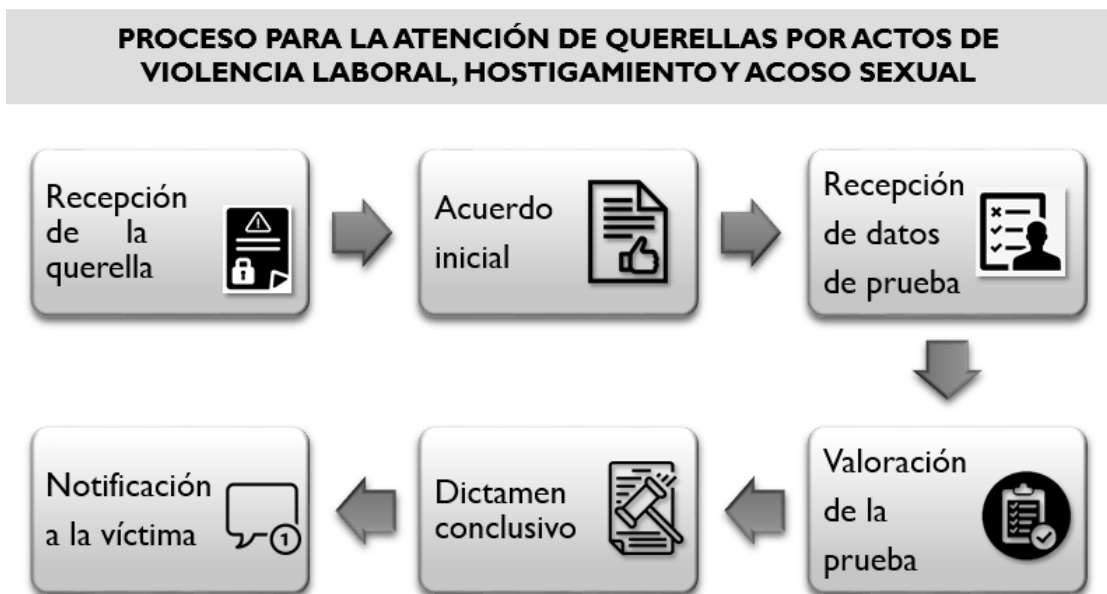 PROCESO PARA LA ATENCIÓN DE QUERELLAS POR ACTOS DE
VIOLENCIA LABORAL, HOSTIGAMIENTO Y ACOSO SEXUAL
Recepción
de la
querella
Acuerdo
inicial
Recepción
de datos
de prueba
Valoración
de la
prueba
Dictamen
conclusivo
Notificación
a la víctima
1